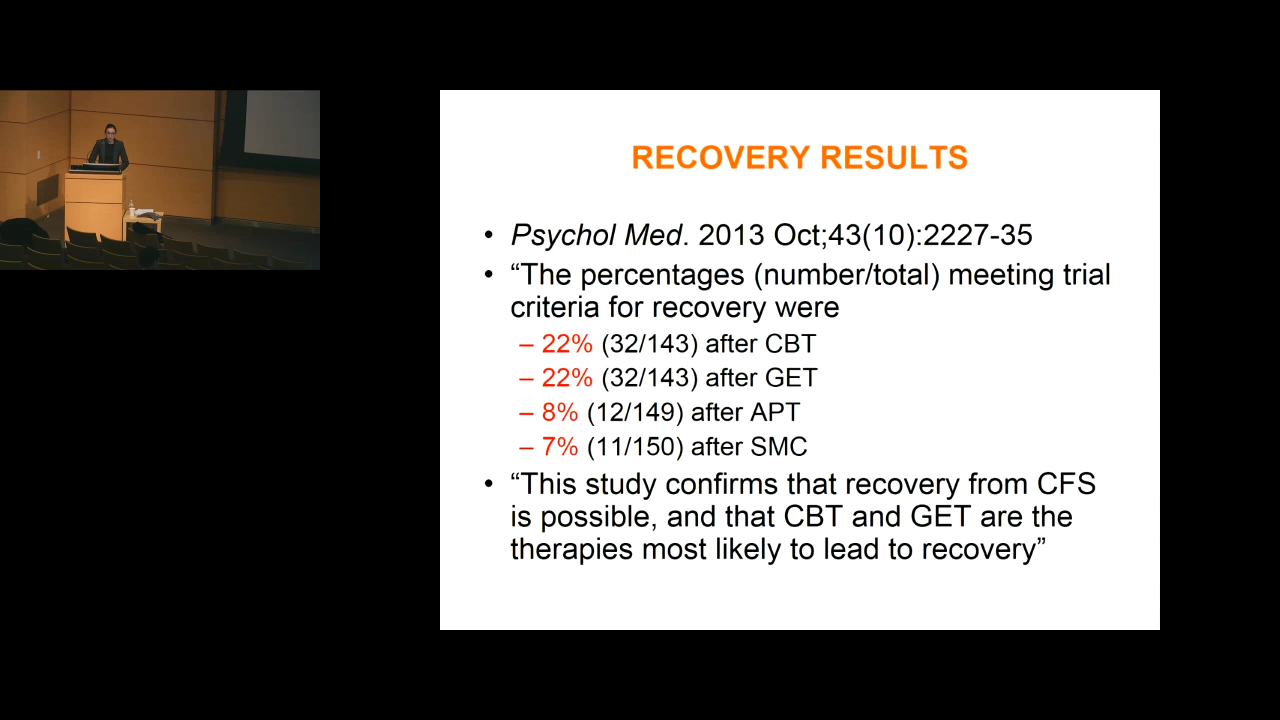 RECOVERY RESULTS
• Psychol Med. 2013 Oct;43(10):2227-35
• “The percentages (number/total) meeting trial
criteria for recovery were
– 22% (32/143) after CBT
– 22% (32/143) after GET
– 8% (12/149) after APT
– 7% (11/150) after SMC
• “This study confirms that recovery from CFS
is possible, and that CBT and GET are the
therapies most likely to lead to recovery”